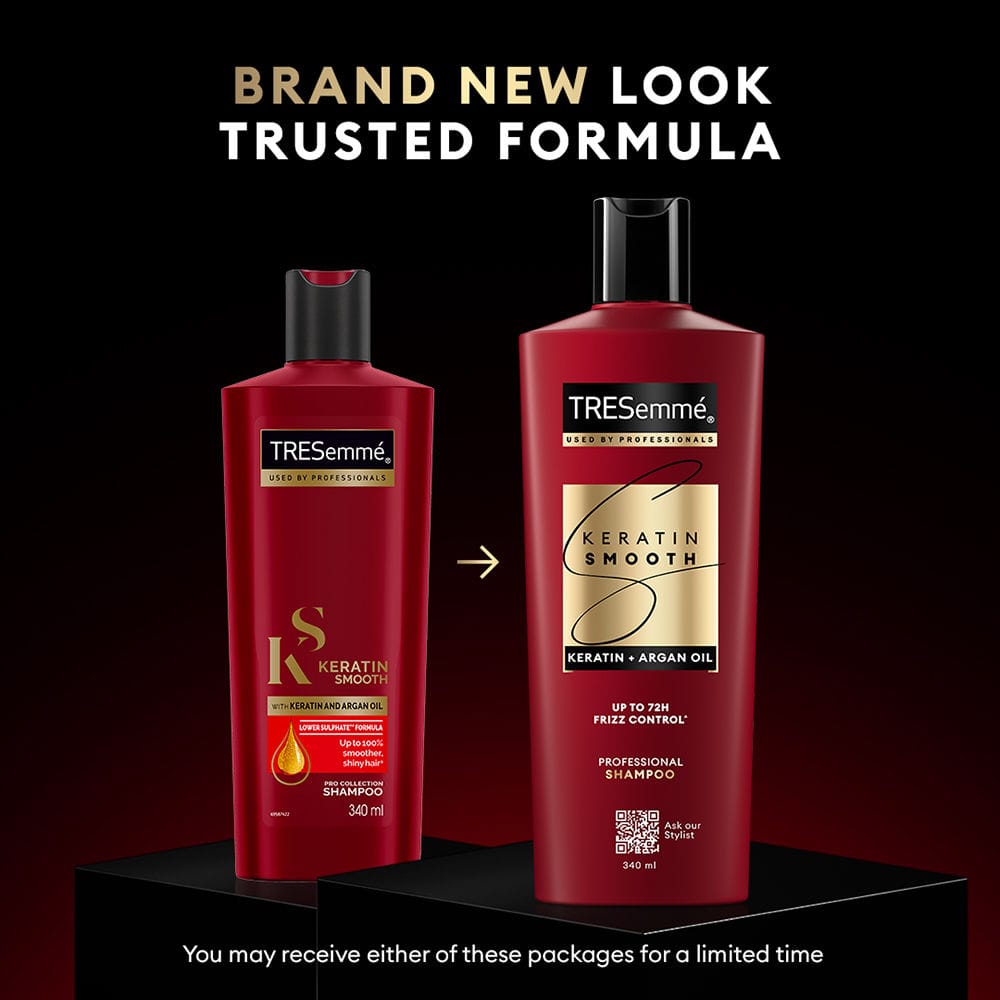 BRAND NEW LOOK
TRUSTED FORMULA
TRESemmé®
USED BY PROFESSIONALS
KS
KERATIN
SMOOTH
WITH KERATIN AND ARGAN OIL
LOWER SULPHATE** FORMULA
Up to 100%
smoother,
shiny hair*
PRO COLLECTION
SHAMPOO
340 ml
→
TRESemmé®
USED BY PROFESSIONALS
S
KERATIN
SMOOTH
KERATIN + ARGAN OIL
UP TO 72H
FRIZZ CONTROL*
PROFESSIONAL
SHAMPOO
Ask our
Stylist
340 ml
You may receive either of these packages for a limited time